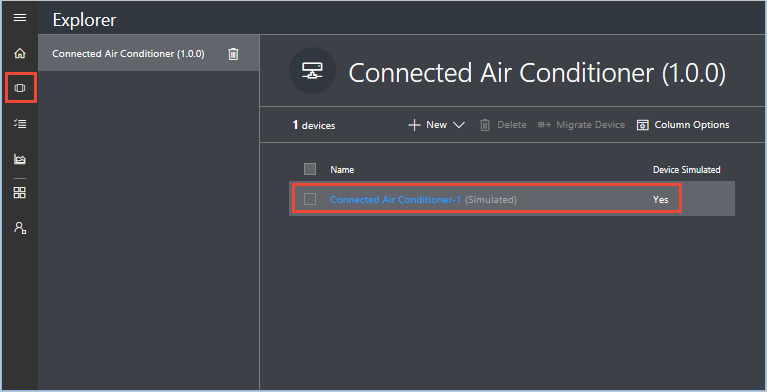 Explorer
Connected Air Conditioner (1.0.0)
Connected Air Conditioner (1.0.0)
1 devices New Delete Migrate Device Column Options
Name Device Simulated
Connected Air Conditioner-1 (Simulated) Yes